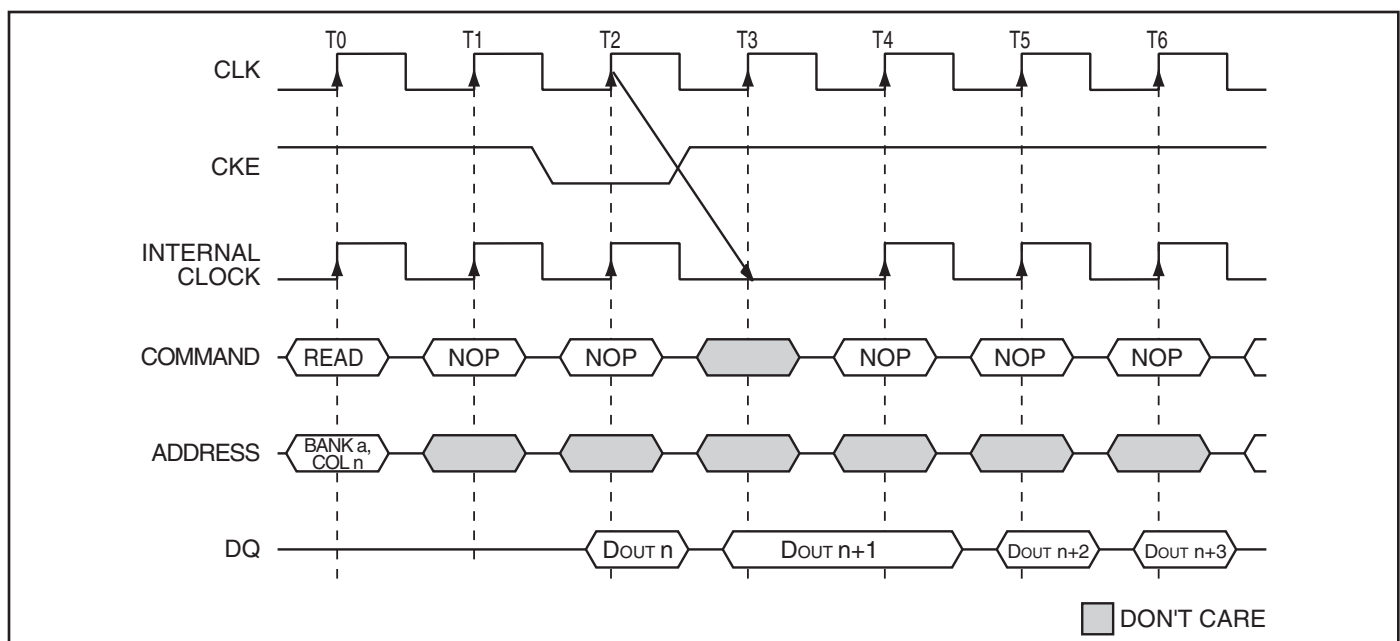 T0 T1 T2 T3 T4 T5 T6
CLK
CKE
INTERNAL
CLOCK
COMMAND READ NOP NOP NOP NOP NOP
ADDRESS BANK a,
COL n
DQ DOUT n DOUT n+1 DOUT n+2 DOUT n+3
DON'T CARE